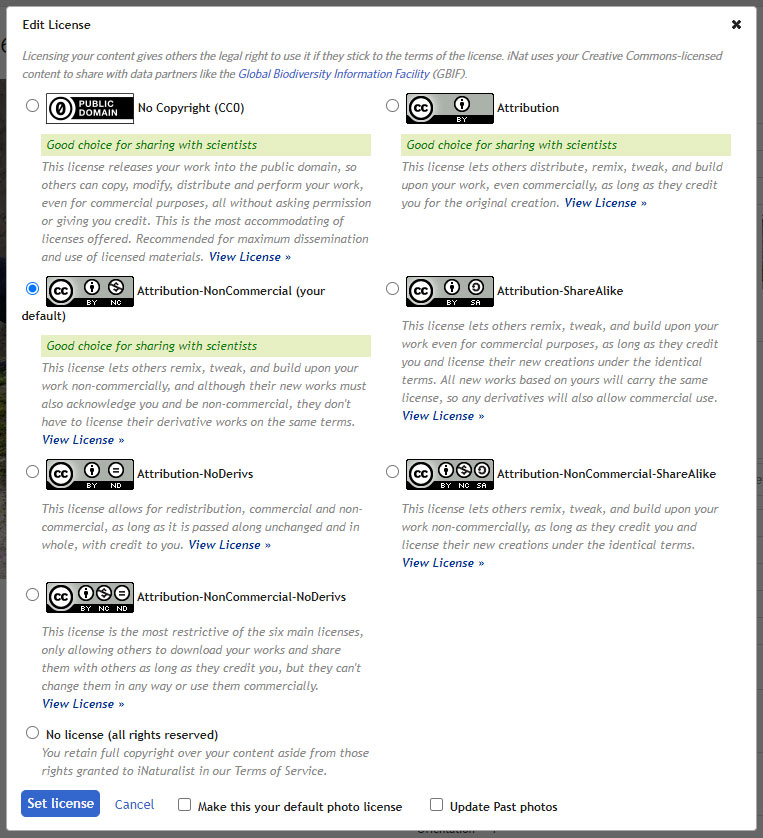 Edit License
Licensing your content gives others the legal right to use it if they stick to the terms of the license. iNat uses your Creative Commons-licensed
content to share with data partners like the Global Biodiversity Information Facility (GBIF).
PUBLIC
DOMAIN
No Copyright (CC0)
Good choice for sharing with scientists
This license releases your work into the public domain, so
others can copy, modify, distribute and perform your work,
even for commercial purposes, all without asking permission
or giving you credit. This is the most accommodating of
licenses offered. Recommended for maximum dissemination
and use of licensed materials. View License »
cc
BY
Attribution
Good choice for sharing with scientists
This license lets others distribute, remix, tweak, and build
upon your work, even commercially, as long as they credit
you for the original creation. View License »
cc
BY NC
Attribution-NonCommercial (your
default)
Good choice for sharing with scientists
This license lets others remix, tweak, and build upon your
work non-commercially, and although their new works must
also acknowledge you and be non-commercial, they don't
have to license their derivative works on the same terms.
View License »
cc
BY SA
Attribution-ShareAlike
This license lets others remix, tweak, and build upon your
work even for commercial purposes, as long as they credit
you and license their new creations under the identical
terms. All new works based on yours will carry the same
license, so any derivatives will also allow commercial use.
View License »
cc
BY ND
Attribution-NoDerivs
This license allows for redistribution, commercial and non-
commercial, as long as it is passed along unchanged and in
whole, with credit to you. View License »
cc
BY NC SA
Attribution-NonCommercial-ShareAlike
This license lets others remix, tweak, and build upon your
work non-commercially, as long as they credit you and
license their new creations under the identical terms.
View License »
cc
BY NC ND
Attribution-NonCommercial-NoDerivs
This license is the most restrictive of the six main licenses,
only allowing others to download your works and share
them with others as long as they credit you, but they can't
change them in any way or use them commercially.
View License »
No license (all rights reserved)
You retain full copyright over your content aside from those
rights granted to iNaturalist in our Terms of Service.
Set license
Cancel
Make this your default photo license
Update Past photos